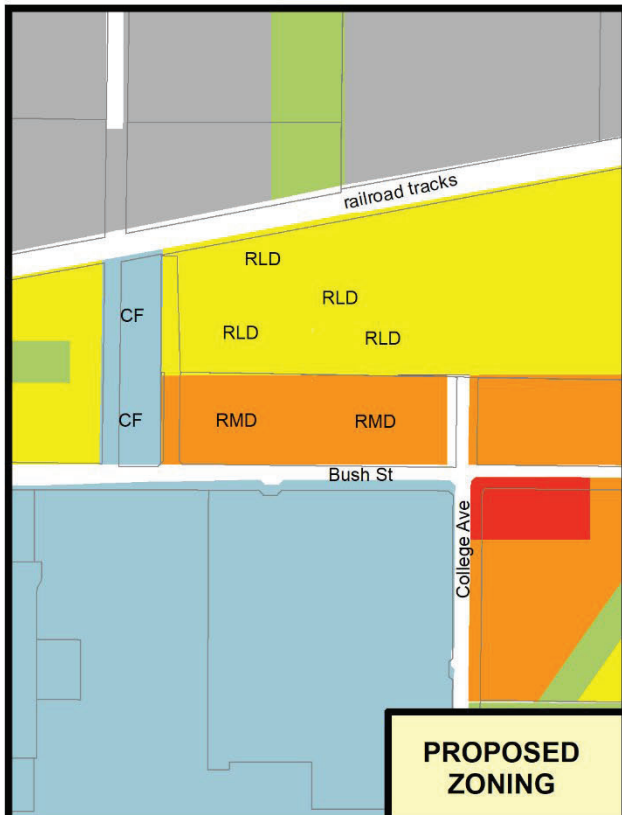 railroad tracks
RLD
RLD
CF
RLD
RLD
CF
RMD
RMD
Bush St
College Ave
PROPOSED
ZONING